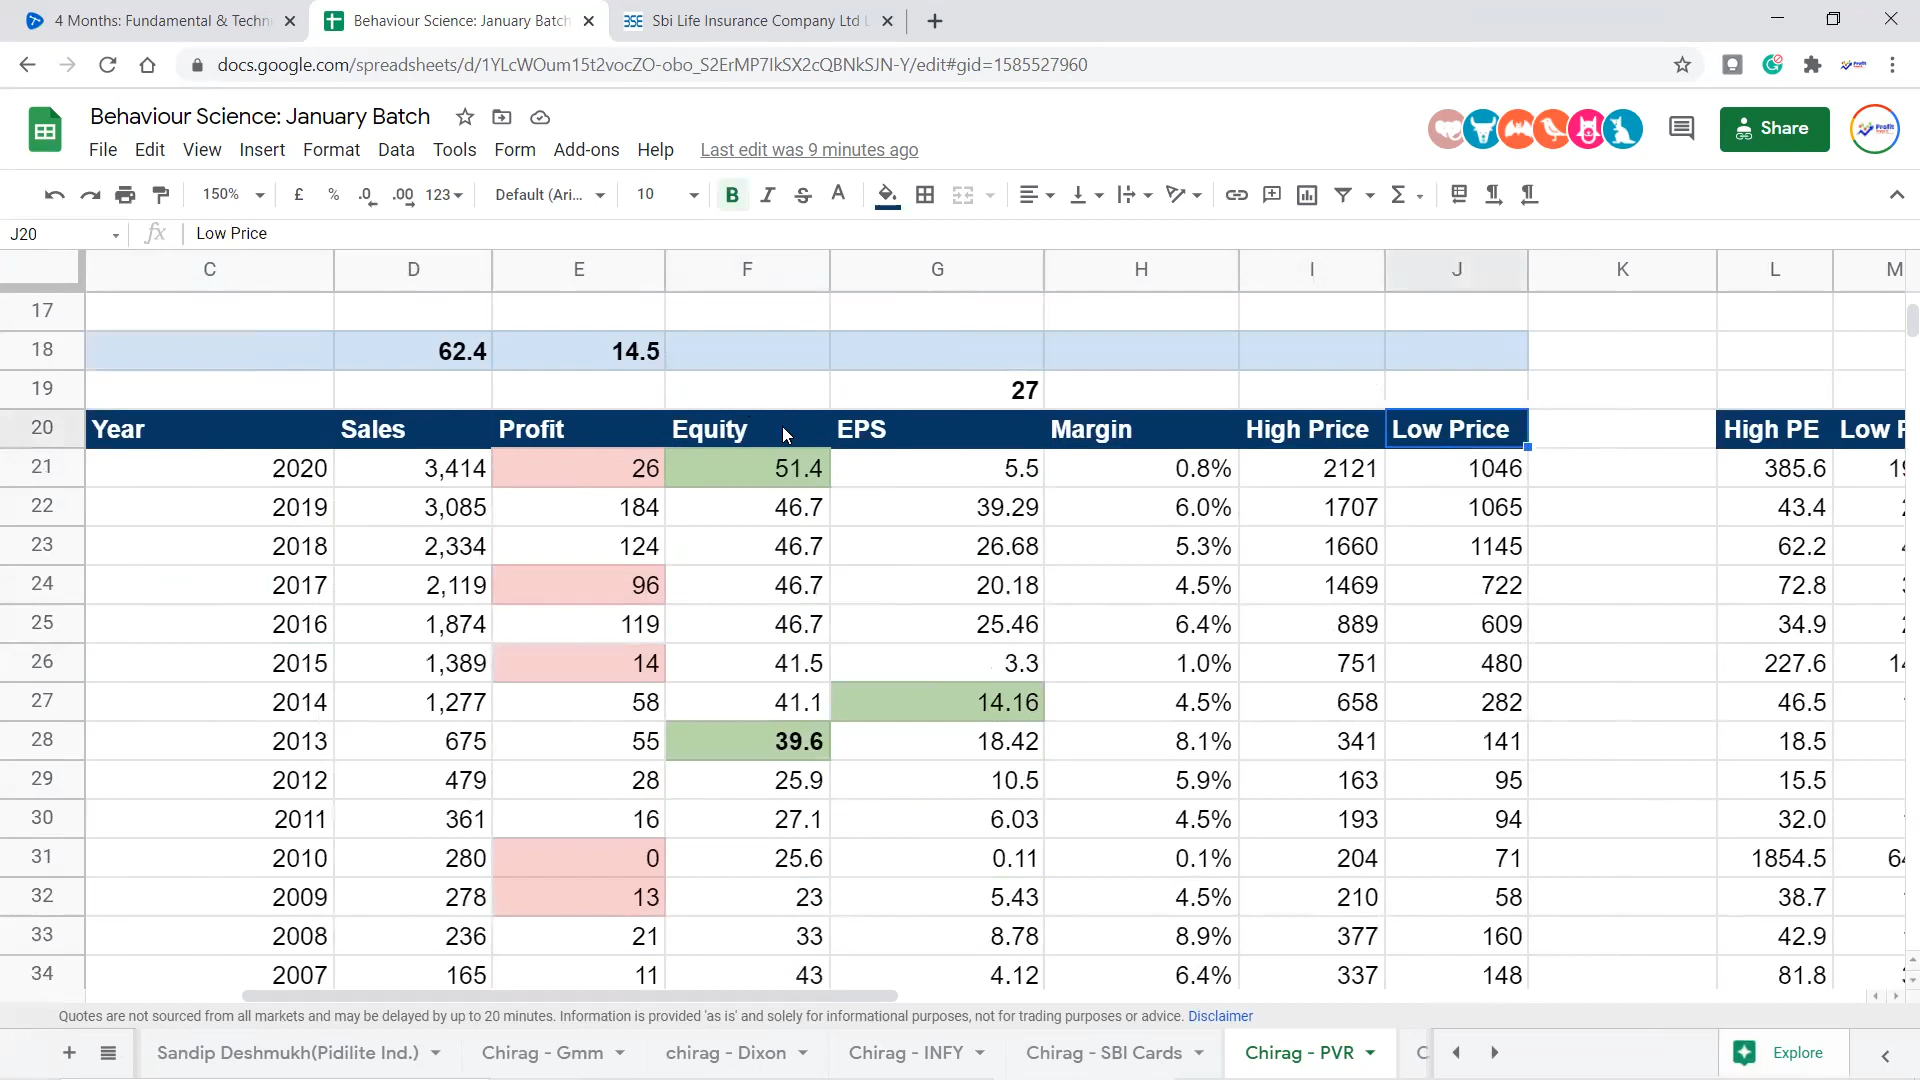 4 Months: Fundamental & Techn
Behaviour Science: January Batch
BSE Sbi Life Insurance Company Ltd L
docs.google.com/spreadsheets/d/1YLcWOum15t2vocZO-obo_S2ErMP7IkSX2cQBNkSJN-Y/edit#gid=1585527960
Behaviour Science: January Batch
File Edit View Insert Format Data Tools Form Add-ons Help Last edit was 9 minutes ago
Share
150% £ % .0 .00 123 Default (Ari... 10 B I S A Σ
J20 fx Low Price
C D E F G H I J K L M
17
18 62.4 14.5
19 27
20 Year Sales Profit Equity EPS Margin High Price Low Price High PE Low P
21 2020 3,414 26 51.4 5.5 0.8% 2121 1046 385.6 19
22 2019 3,085 184 46.7 39.29 6.0% 1707 1065 43.4
23 2018 2,334 124 46.7 26.68 5.3% 1660 1145 62.2
24 2017 2,119 96 46.7 20.18 4.5% 1469 722 72.8
25 2016 1,874 119 46.7 25.46 6.4% 889 609 34.9
26 2015 1,389 14 41.5 3.3 1.0% 751 480 227.6 14
27 2014 1,277 58 41.1 14.16 4.5% 658 282 46.5
28 2013 675 55 39.6 18.42 8.1% 341 141 18.5
29 2012 479 28 25.9 10.5 5.9% 163 95 15.5
30 2011 361 16 27.1 6.03 4.5% 193 94 32.0
31 2010 280 0 25.6 0.11 0.1% 204 71 1854.5 64
32 2009 278 13 23 5.43 4.5% 210 58 38.7
33 2008 236 21 33 8.78 8.9% 377 160 42.9
34 2007 165 11 43 4.12 6.4% 337 148 81.8
Quotes are not sourced from all markets and may be delayed by up to 20 minutes. Information is provided 'as is' and solely for informational purposes, not for trading purposes or advice. Disclaimer
Sandip Deshmukh(Pidilite Ind.) Chirag - Gmm chirag - Dixon Chirag - INFY Chirag - SBI Cards Chirag - PVR C Explore